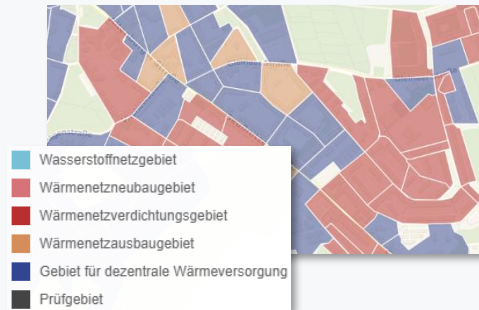 Wasserstoffnetzgebiet
Wärmenetzneubaugebiet
Wärmenetzverdichtungsgebiet
Wärmenetzausbaugebiet
Gebiet für dezentrale Wärmeversorgung
Prüfgebiet